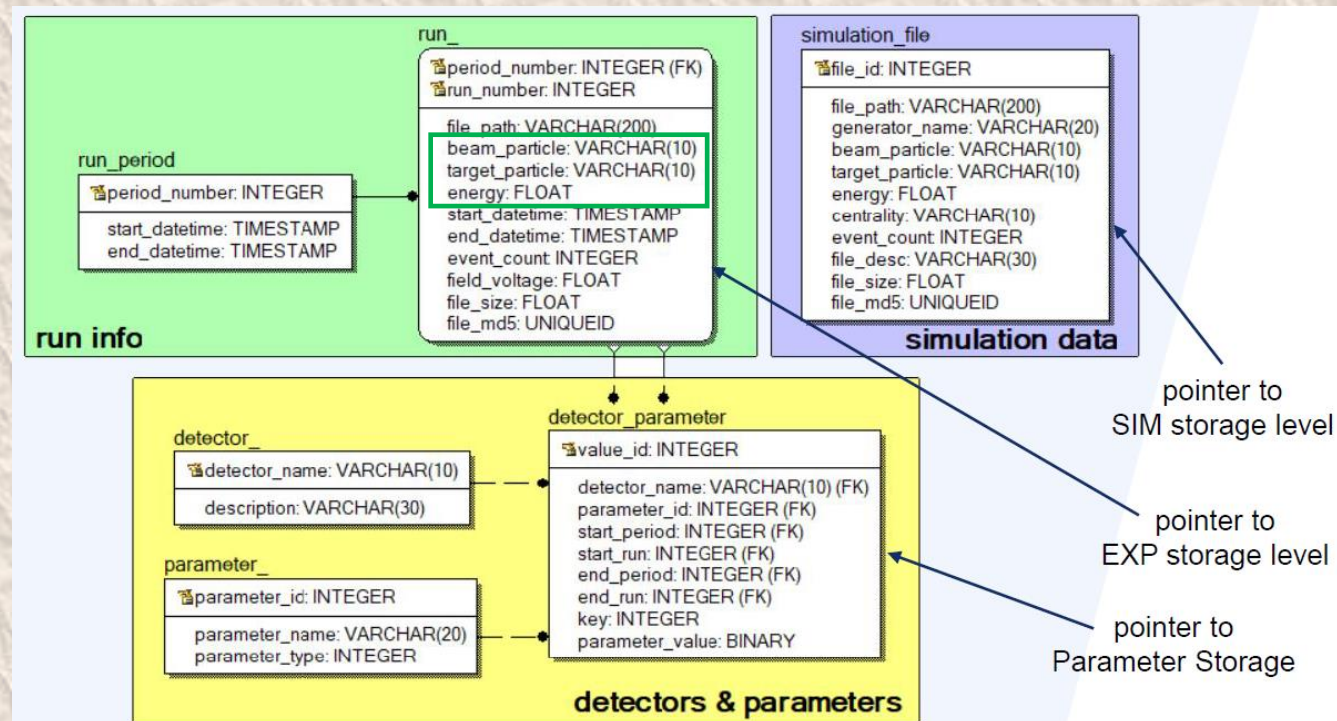 run_
period_number: INTEGER (FK)
run_number: INTEGER
file_path: VARCHAR(200)
beam_particle: VARCHAR(10)
target_particle: VARCHAR(10)
energy: FLOAT
start_datetime: TIMESTAMP
end_datetime: TIMESTAMP
event_count: INTEGER
field_voltage: FLOAT
file_size: FLOAT
file_md5: UNIQUEID
run_period
period_number: INTEGER
start_datetime: TIMESTAMP
end_datetime: TIMESTAMP
run info
simulation_file
file_id: INTEGER
file_path: VARCHAR(200)
generator_name: VARCHAR(20)
beam_particle: VARCHAR(10)
target_particle: VARCHAR(10)
energy: FLOAT
centrality: VARCHAR(10)
event_count: INTEGER
file_desc: VARCHAR(30)
file_size: FLOAT
file_md5: UNIQUEID
simulation data
pointer to
SIM storage level
detector_
detector_name: VARCHAR(10)
description: VARCHAR(30)
parameter_
parameter_id: INTEGER
parameter_name: VARCHAR(20)
parameter_type: INTEGER
detector_parameter
value_id: INTEGER
detector_name: VARCHAR(10) (FK)
parameter_id: INTEGER (FK)
start_period: INTEGER (FK)
start_run: INTEGER (FK)
end_period: INTEGER (FK)
end_run: INTEGER (FK)
key: INTEGER
parameter_value: BINARY
detectors & parameters
pointer to
EXP storage level
pointer to
Parameter Storage